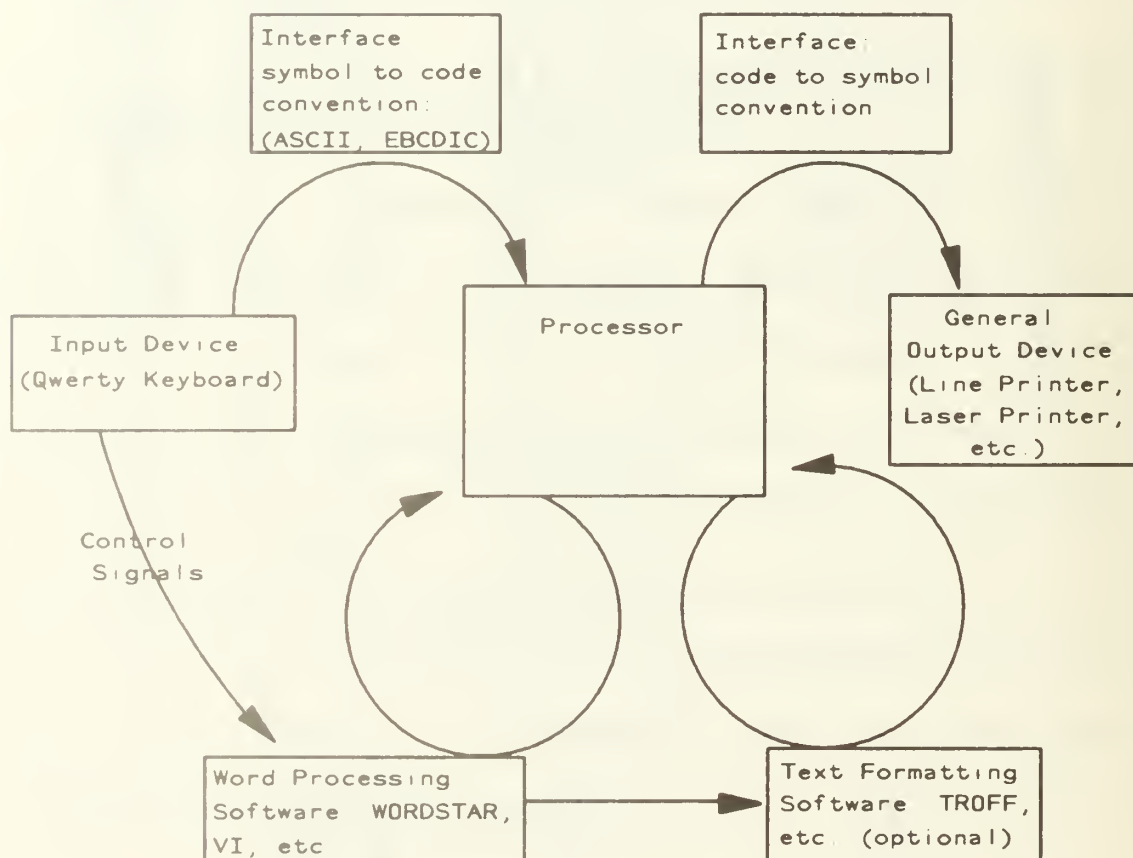 Interface
symbol to code
convention:
(ASCII, EBCDIC)
Interface:
code to symbol
convention
Input Device
(Qwerty Keyboard)
Processor
General
Output Device
(Line Printer,
Laser Printer,
etc.)
Control
Signals
Word Processing
Software WORDSTAR,
VI, etc
Text Formatting
Software TROFF,
etc. (optional)